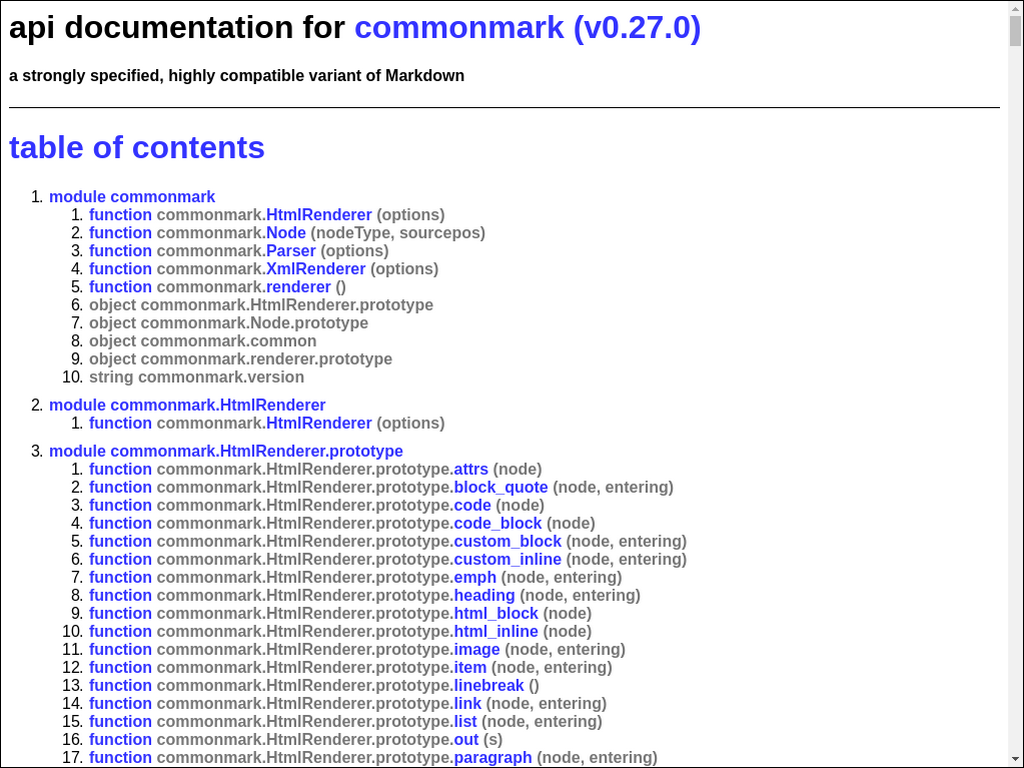 api documentation for commonmark (v0.27.0)
a strongly specified, highly compatible variant of Markdown
table of contents
1. module commonmark
1. function commonmark.HtmlRenderer (options)
2. function commonmark.Node (nodeType, sourcepos)
3. function commonmark.Parser (options)
4. function commonmark.XmlRenderer (options)
5. function commonmark.renderer ()
6. object commonmark.HtmlRenderer.prototype
7. object commonmark.Node.prototype
8. object commonmark.common
9. object commonmark.renderer.prototype
10. string commonmark.version
2. module commonmark.HtmlRenderer
1. function commonmark.HtmlRenderer (options)
3. module commonmark.HtmlRenderer.prototype
1. function commonmark.HtmlRenderer.prototype.attrs (node)
2. function commonmark.HtmlRenderer.prototype.block_quote (node, entering)
3. function commonmark.HtmlRenderer.prototype.code (node)
4. function commonmark.HtmlRenderer.prototype.code_block (node)
5. function commonmark.HtmlRenderer.prototype.custom_block (node, entering)
6. function commonmark.HtmlRenderer.prototype.custom_inline (node, entering)
7. function commonmark.HtmlRenderer.prototype.emph (node, entering)
8. function commonmark.HtmlRenderer.prototype.heading (node, entering)
9. function commonmark.HtmlRenderer.prototype.html_block (node)
10. function commonmark.HtmlRenderer.prototype.html_inline (node)
11. function commonmark.HtmlRenderer.prototype.image (node, entering)
12. function commonmark.HtmlRenderer.prototype.item (node, entering)
13. function commonmark.HtmlRenderer.prototype.linebreak ()
14. function commonmark.HtmlRenderer.prototype.link (node, entering)
15. function commonmark.HtmlRenderer.prototype.list (node, entering)
16. function commonmark.HtmlRenderer.prototype.out (s)
17. function commonmark.HtmlRenderer.prototype.paragraph (node, entering)